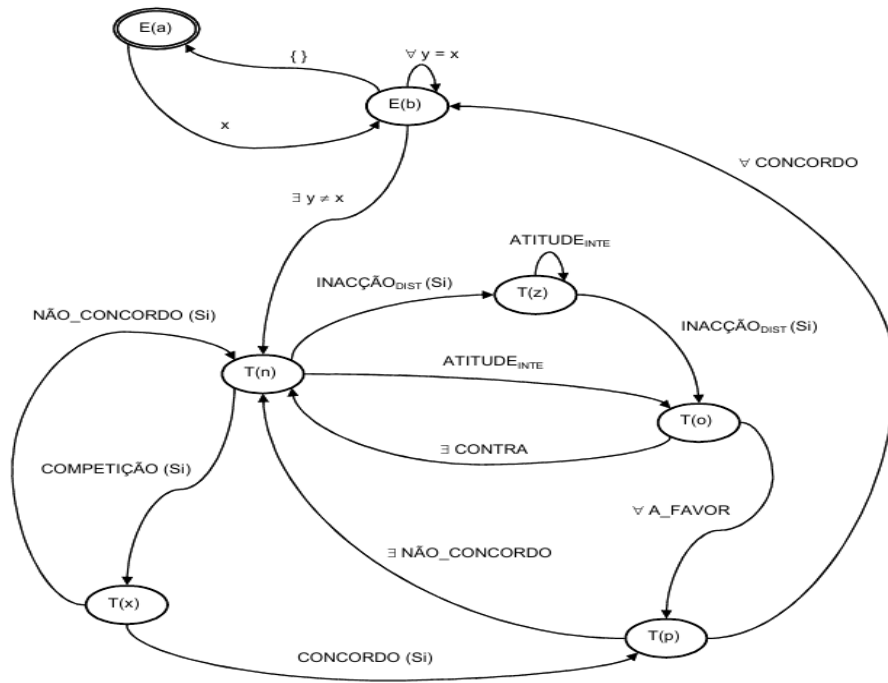 E(a)
{ }
∀ y = x
E(b)
x
∀ CONCORDO
∃ y ≠ x
ATITUDE_INTE
INACÇÃO_DIST (Si)
T(z)
NÃO_CONCORDO (Si)
INACÇÃO_DIST (Si)
T(n)
ATITUDE_INTE
T(o)
∃ CONTRA
COMPETIÇÃO (Si)
∀ A_FAVOR
∃ NÃO_CONCORDO
T(x)
T(p)
CONCORDO (Si)